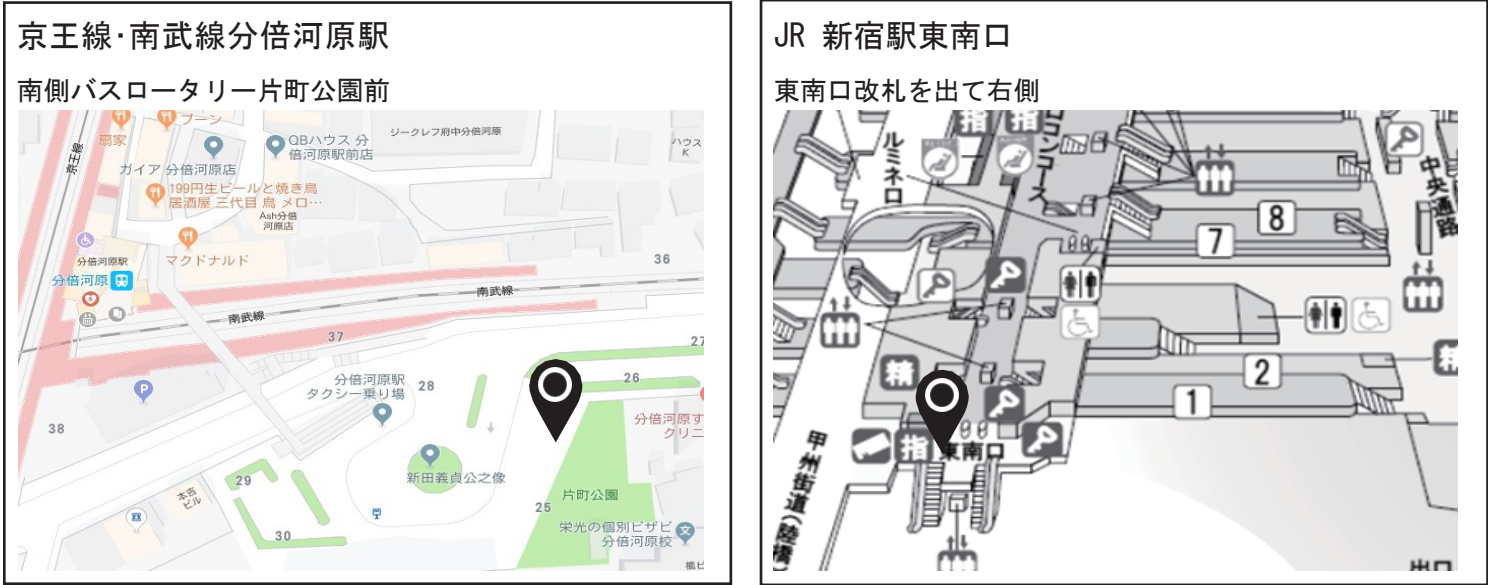 京王線・南武線分倍河原駅
南側バスロータリー片町公園前
扇家
ブーン
QBハウス 分
倍河原駅前店
ジークレフ府中分倍河原
ハウス
K
京王線
ガイア 分倍河原店
199円生ビールと焼き鳥
居酒屋 三代目 鳥 メロ…
Ash分倍
河原店
マクドナルド
分倍河原駅
分倍河原
36
南武線
南武線
37
27
26
28
分倍河原駅
タクシー乗り場
P
38
分倍河原す
クリニ
新田義貞公之像
29
本吉
ビル
25
片町公園
30
文
栄光の個別ビザビ
分倍河原校
JR 新宿駅東南口
東南口改札を出て右側
指
指
ルミネ口
コンコース
中央通路
8
7
精
2
1
精
指
東南口
甲州街道(陸橋
出口